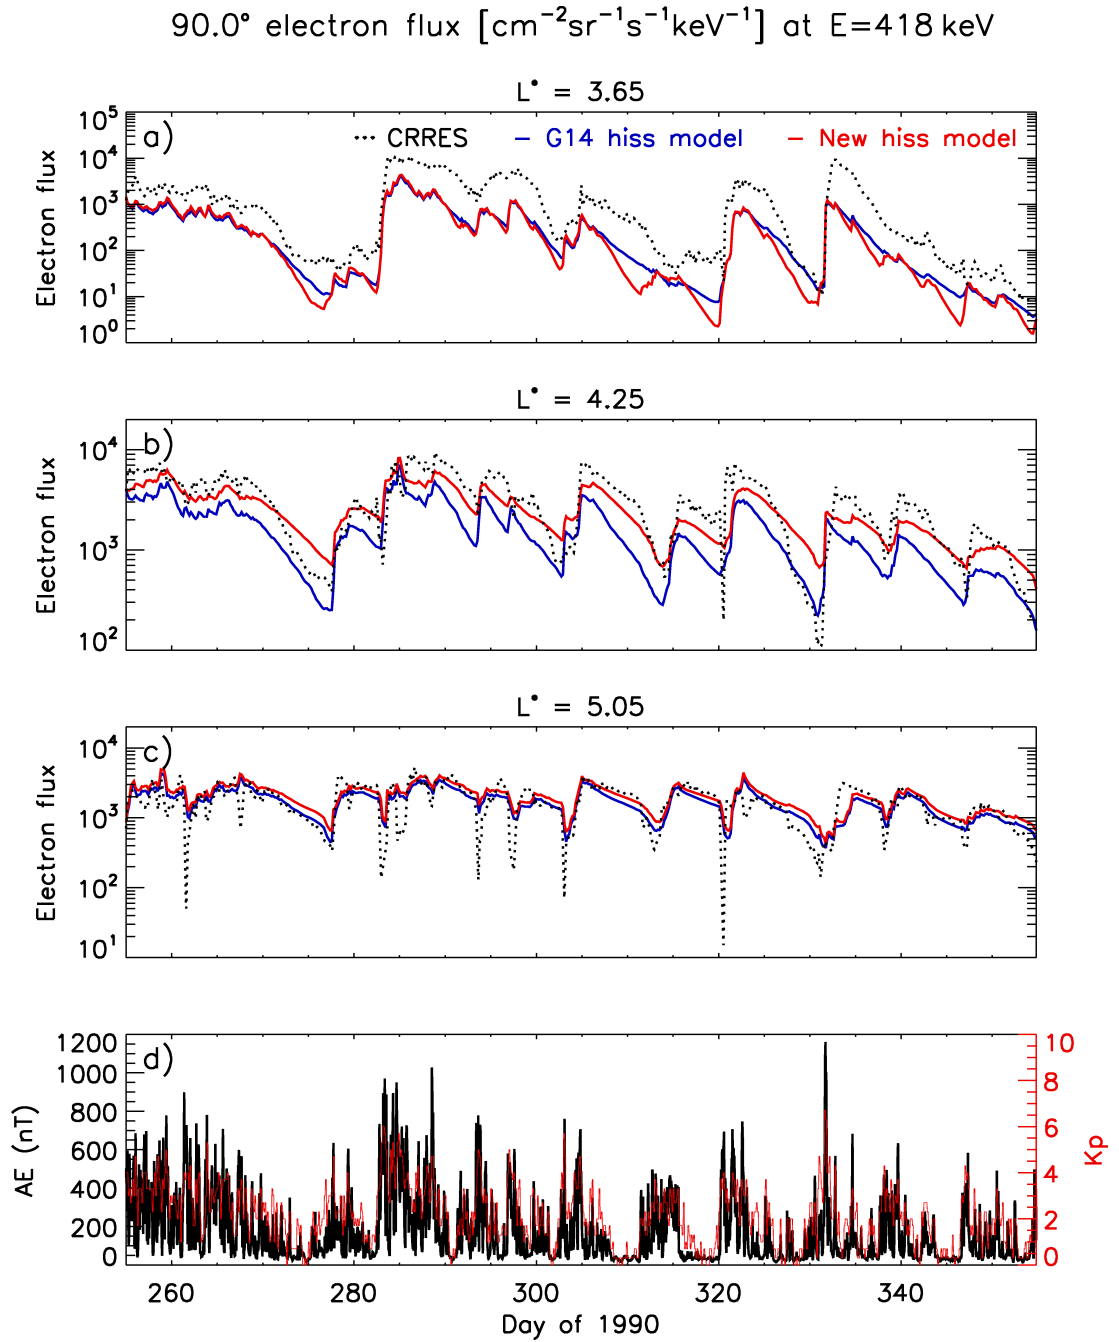 90.0° electron flux [cm⁻²sr⁻¹s⁻¹keV⁻¹] at E=418 keV
L* = 3.65
a)
CRRES
G14 hiss model
New hiss model
Electron flux
10⁵
10⁴
10³
10²
10¹
10⁰
L* = 4.25
b)
Electron flux
10⁴
10³
10²
L* = 5.05
c)
Electron flux
10⁴
10³
10²
10¹
d)
AE (nT)
1200
1000
800
600
400
200
0
10
8
6
4
2
0
Kp
260 280 300 320 340
Day of 1990